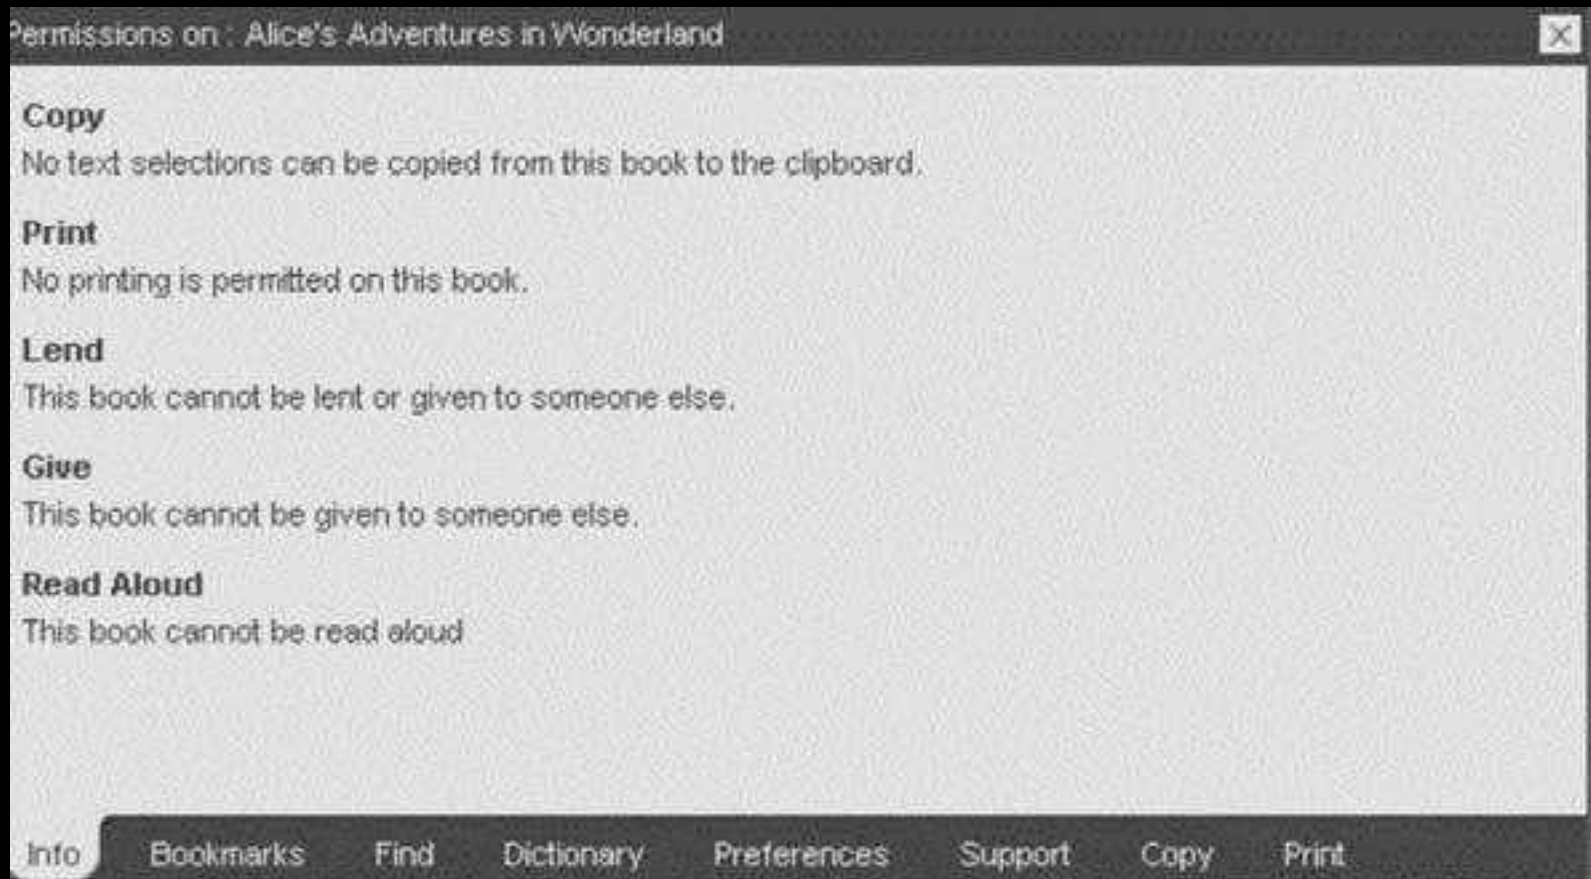 Permissions on : Alice's Adventures in Wonderland
Copy
No text selections can be copied from this book to the clipboard.
Print
No printing is permitted on this book.
Lend
This book cannot be lent or given to someone else.
Give
This book cannot be given to someone else.
Read Aloud
This book cannot be read aloud
Info Bookmarks Find Dictionary Preferences Support Copy Print